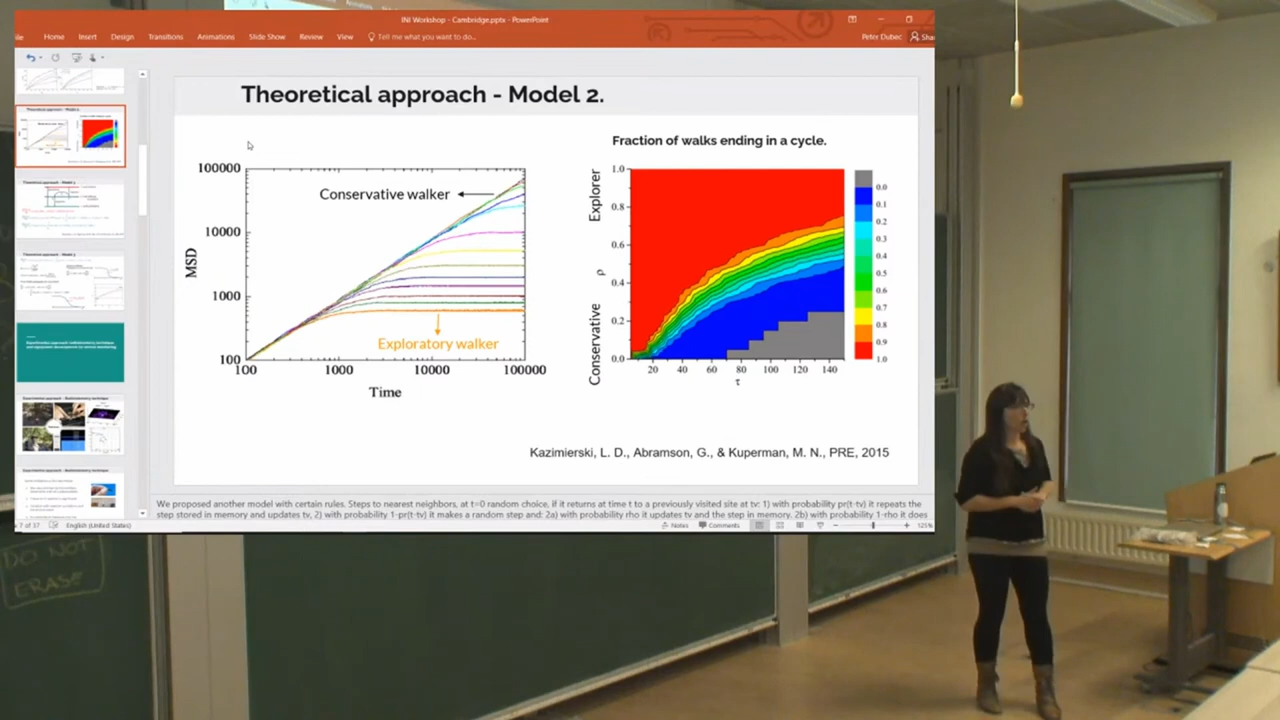 INI Workshop - Cambridge.pptx - PowerPoint
Home Insert Design Transitions Animations Slide Show Review View Tell me what you want to do... Peter Dubec
Theoretical approach - Model 2.
Conservative walker
Exploratory walker
MSD
100000
10000
1000
100
100 1000 10000 100000
Time
Fraction of walks ending in a cycle.
Explorer
ρ
Conservative
1.0
0.8
0.6
0.4
0.2
0.0
20 40 60 80 100 120 140
τ
0.0
0.1
0.2
0.3
0.4
0.5
0.6
0.7
0.8
0.9
1.0
Kazimierski, L. D., Abramson, G., & Kuperman, M. N., PRE, 2015
We proposed another model with certain rules. Steps to nearest neighbors, at t=0 random choice, if it returns at time t to a previously visited site at tv: 1) with probability pr(t-tv) it repeats the
step stored in memory and updates tv, 2) with probability 1-pr(t-tv) it makes a random step and: 2a) with probability rho it updates tv and the step in memory. 2b) with probability 1-rho it does
7 of 37 English (United States) Notes Comments 125%
DO NOT
ERASE